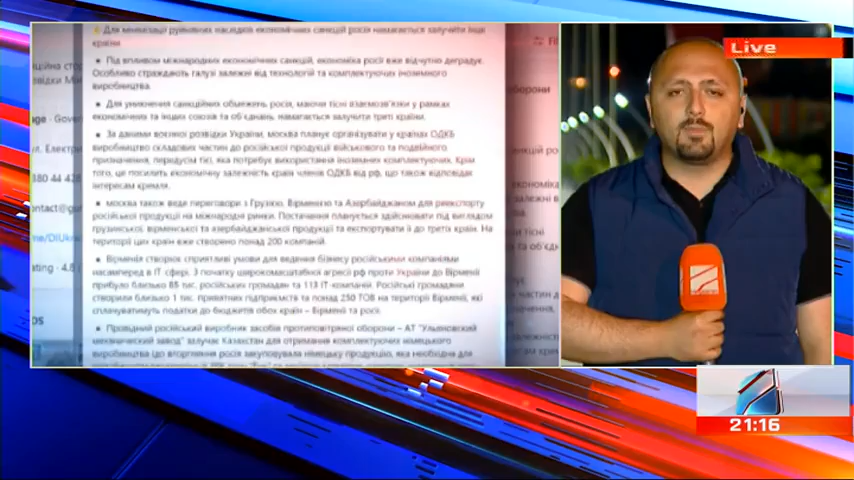 Для мінімізації руйнівних наслідків економічних санкцій росія намагається залучити інші
країни.
Під впливом міжнародних економічних санкцій, економіка росії вже відчутно деградує.
Особливо страждають галузі залежні від технологій та комплектуючих іноземного
виробництва.
Для уникнення санкційних обмежень росія, маючи тісні взаємозв'язки у рамках
економічних та інших союзів та об'єднань, намагається залучити треті країни.
За даними воєнної розвідки України, москва планує організувати у країнах ОДКБ
виробництво складових частин до російської продукції військового та подвійного
призначення, передусім тієї, яка потребує використання іноземних комплектуючих. Крім
того, це посилить економічну залежність країн членів ОДКБ від рф, що також відповідає
інтересам кремля.
москва також веде переговори з Грузією, Вірменією та Азербайджаном для реекспорту
російської продукції на міжнародні ринки. Постачання планується здійснювати під виглядом
грузинської, вірменської та азербайджанської продукції та експортувати її до третіх країн. На
території цих країн вже створено понад 200 компаній.
Вірменія створює сприятливі умови для ведення бізнесу російськими компаніями
насамперед в ІТ сфері. З початку широкомасштабної агресії рф проти України до Вірменії
прибуло близько 85 тис. російських громадян та 113 ІТ-компаній. Російські громадяни
створили близько 1 тис. приватних підприємств та понад 250 ТОВ на території Вірменії, які
сплачуватимуть податки до бюджетів обох країн – Вірменії та росії.
Провідний російський виробник засобів протиповітряної оборони – АТ "Ульяновский
механический завод" залучає Казахстан для отримання комплектуючих німецького
виробництва (до вторгнення росія закуповувала німецьку продукцію, яка необхідна для
Live
21:16